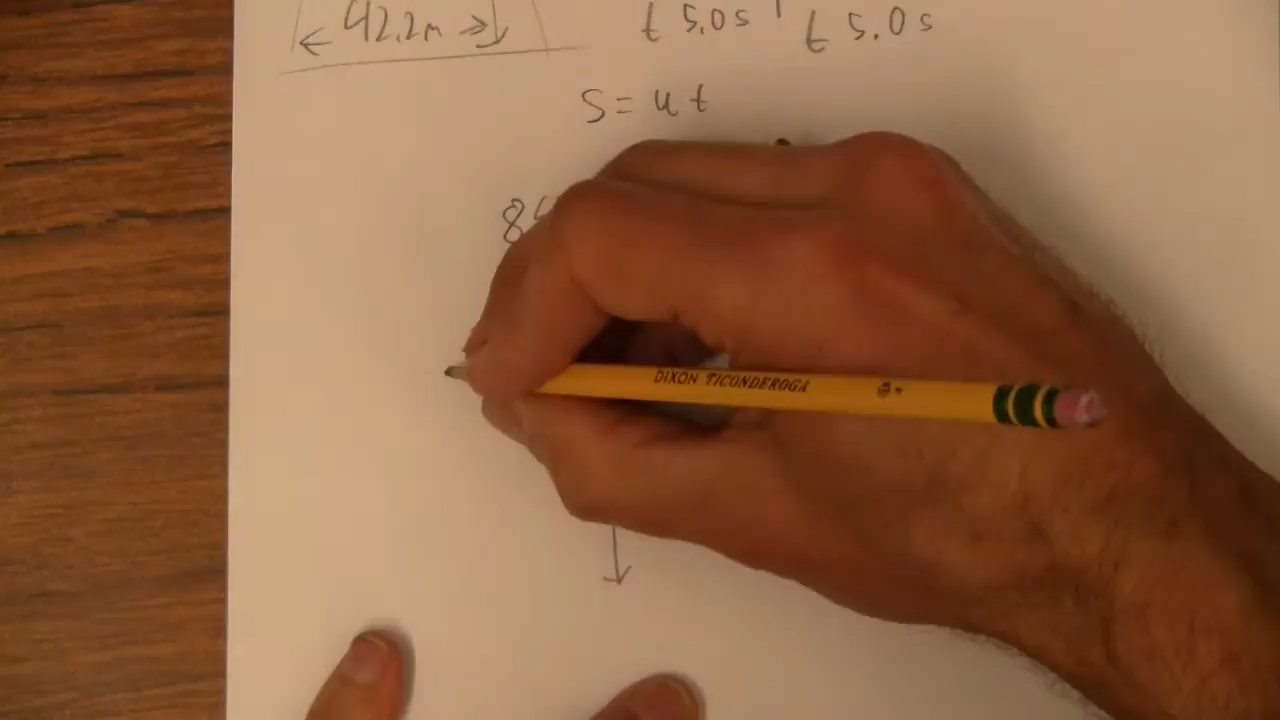 42.2m t 5.0s t 5.0s
s = ut
DIXON TICONDEROGA